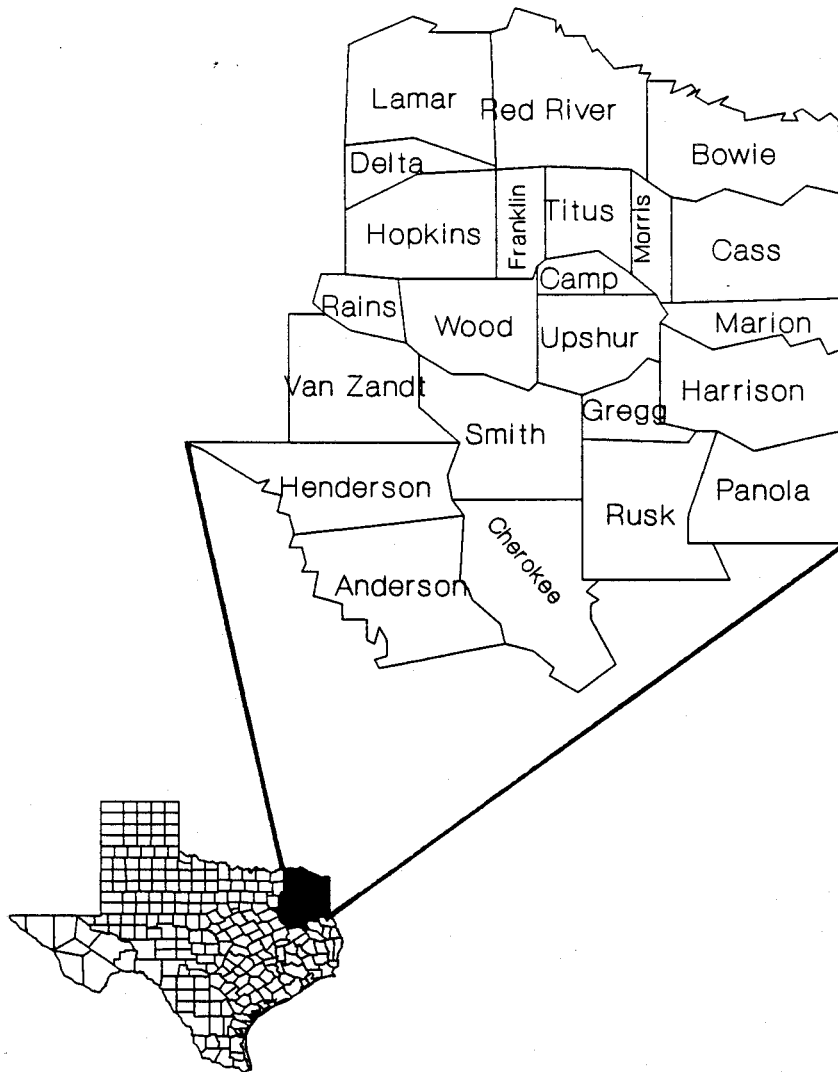 Lamar
Red River
Bowie
Delta
Hopkins
Franklin
Titus
Morris
Cass
Camp
Rains
Wood
Upshur
Marion
Van Zandt
Smith
Gregg
Harrison
Henderson
Rusk
Panola
Anderson
Cherokee